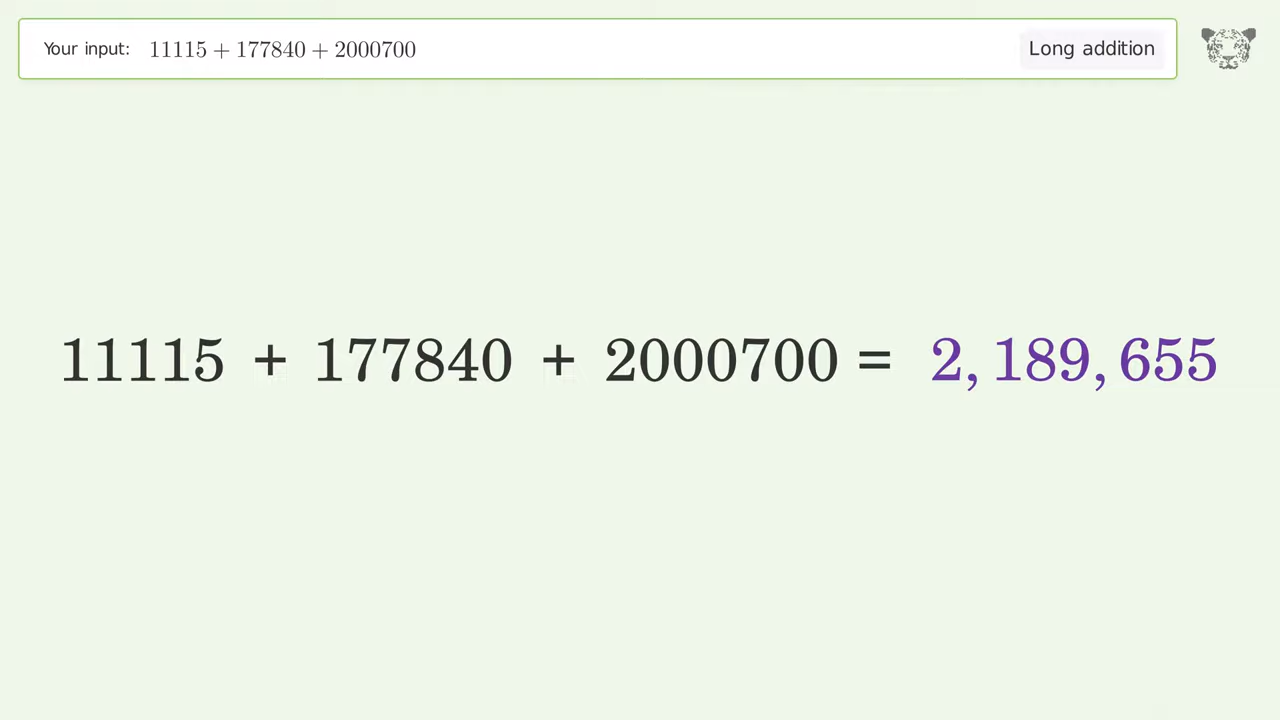 Your input: 11115 + 177840 + 2000700 Long addition
11115 + 177840 + 2000700 = 2,189,655